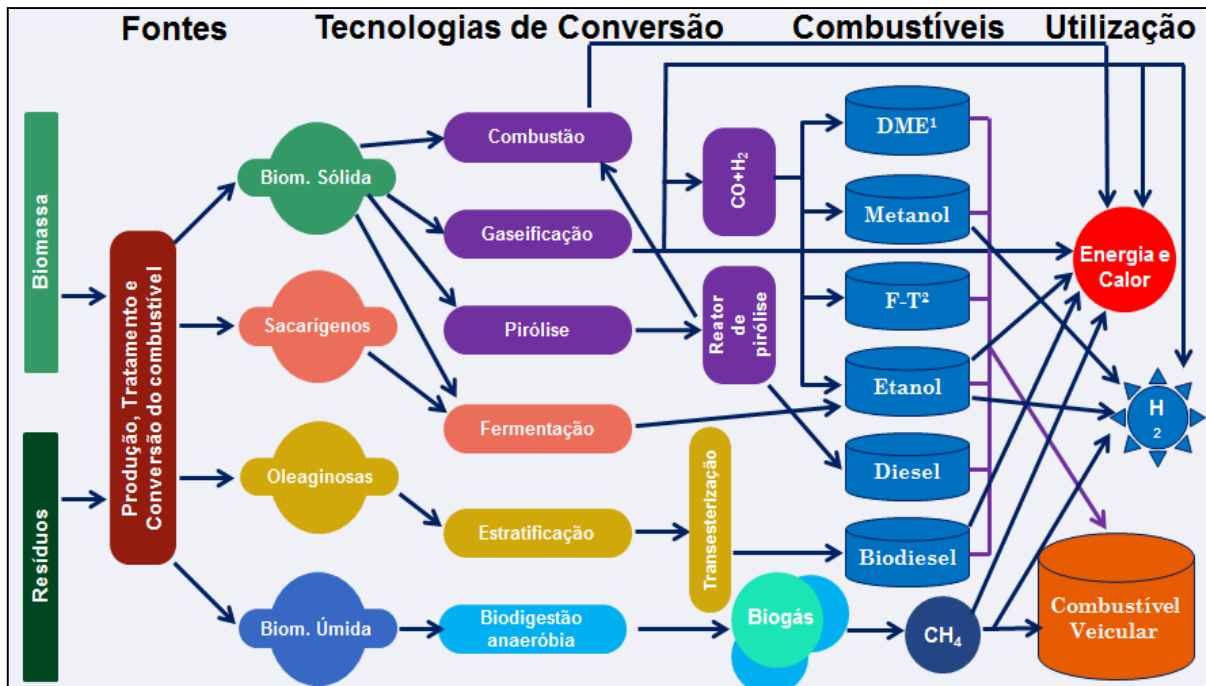 Fontes
Tecnologias de Conversão
Combustíveis
Utilização
Biomassa
Resíduos
Produção, Tratamento e
Conversão do combustível
Biom. Sólida
Sacarígenos
Oleaginosas
Biom. Úmida
Combustão
Gaseificação
Pirólise
Fermentação
Estratificação
Biodigestão
anaeróbia
CO+H₂
Reator
de
pirólise
Transesterização
Biogás
DME¹
Metanol
F-T²
Etanol
Diesel
Biodiesel
CH₄
Energia e
Calor
H
2
Combustível
Veicular